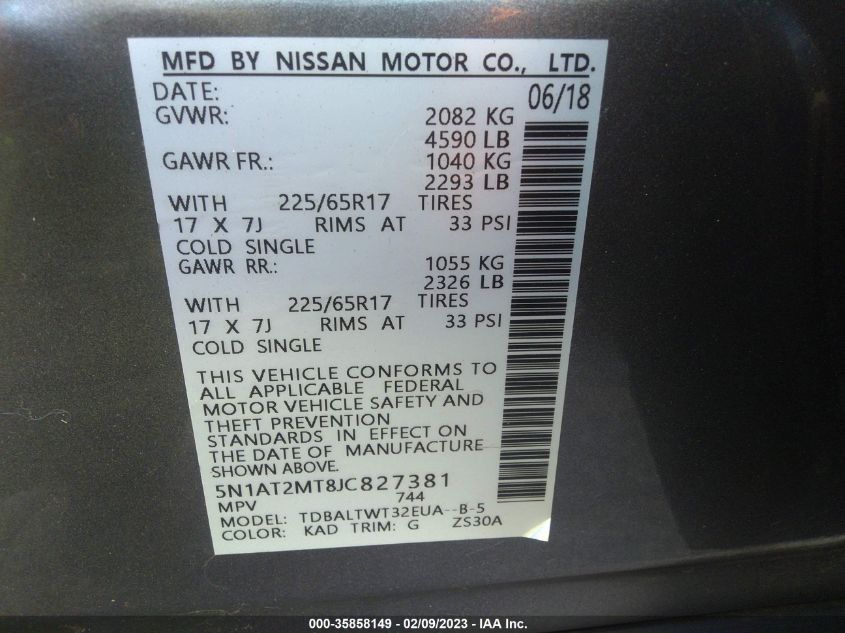 MFD BY NISSAN MOTOR CO., LTD.
DATE: 06/18
GVWR: 2082 KG
4590 LB
GAWR FR.: 1040 KG
2293 LB
WITH 225/65R17 TIRES
17 X 7J RIMS AT 33 PSI
COLD SINGLE
GAWR RR.: 1055 KG
2326 LB
WITH 225/65R17 TIRES
17 X 7J RIMS AT 33 PSI
COLD SINGLE
THIS VEHICLE CONFORMS TO
ALL APPLICABLE FEDERAL
MOTOR VEHICLE SAFETY AND
THEFT PREVENTION
STANDARDS IN EFFECT ON
THE DATE OF MANUFACTURE
SHOWN ABOVE.
5N1AT2MT8JC827381
MPV 744
MODEL: TDBALTWT32EUA--B-5
COLOR: KAD TRIM: G ZS30A
000-35858149 - 02/09/2023 - IAA Inc.